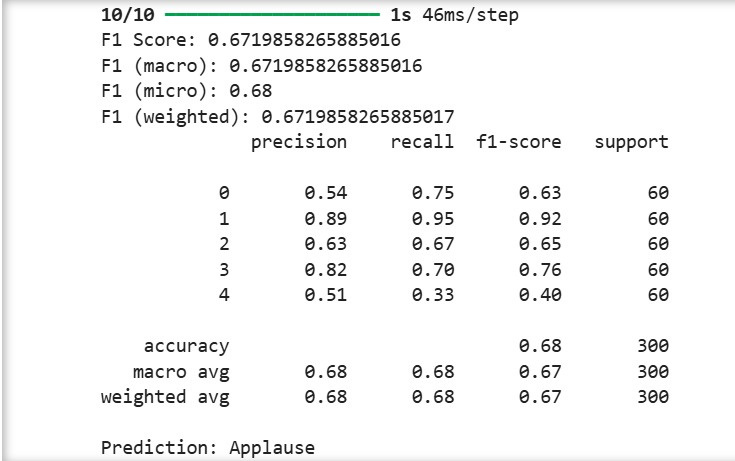 10/10 ━━━━━━━━━━━━━━━━━━━━ 1s 46ms/step
F1 Score: 0.6719858265885016
F1 (macro): 0.6719858265885016
F1 (micro): 0.68
F1 (weighted): 0.6719858265885017
precision recall f1-score support
0 0.54 0.75 0.63 60
1 0.89 0.95 0.92 60
2 0.63 0.67 0.65 60
3 0.82 0.70 0.76 60
4 0.51 0.33 0.40 60
accuracy 0.68 300
macro avg 0.68 0.68 0.67 300
weighted avg 0.68 0.68 0.67 300
Prediction: Applause